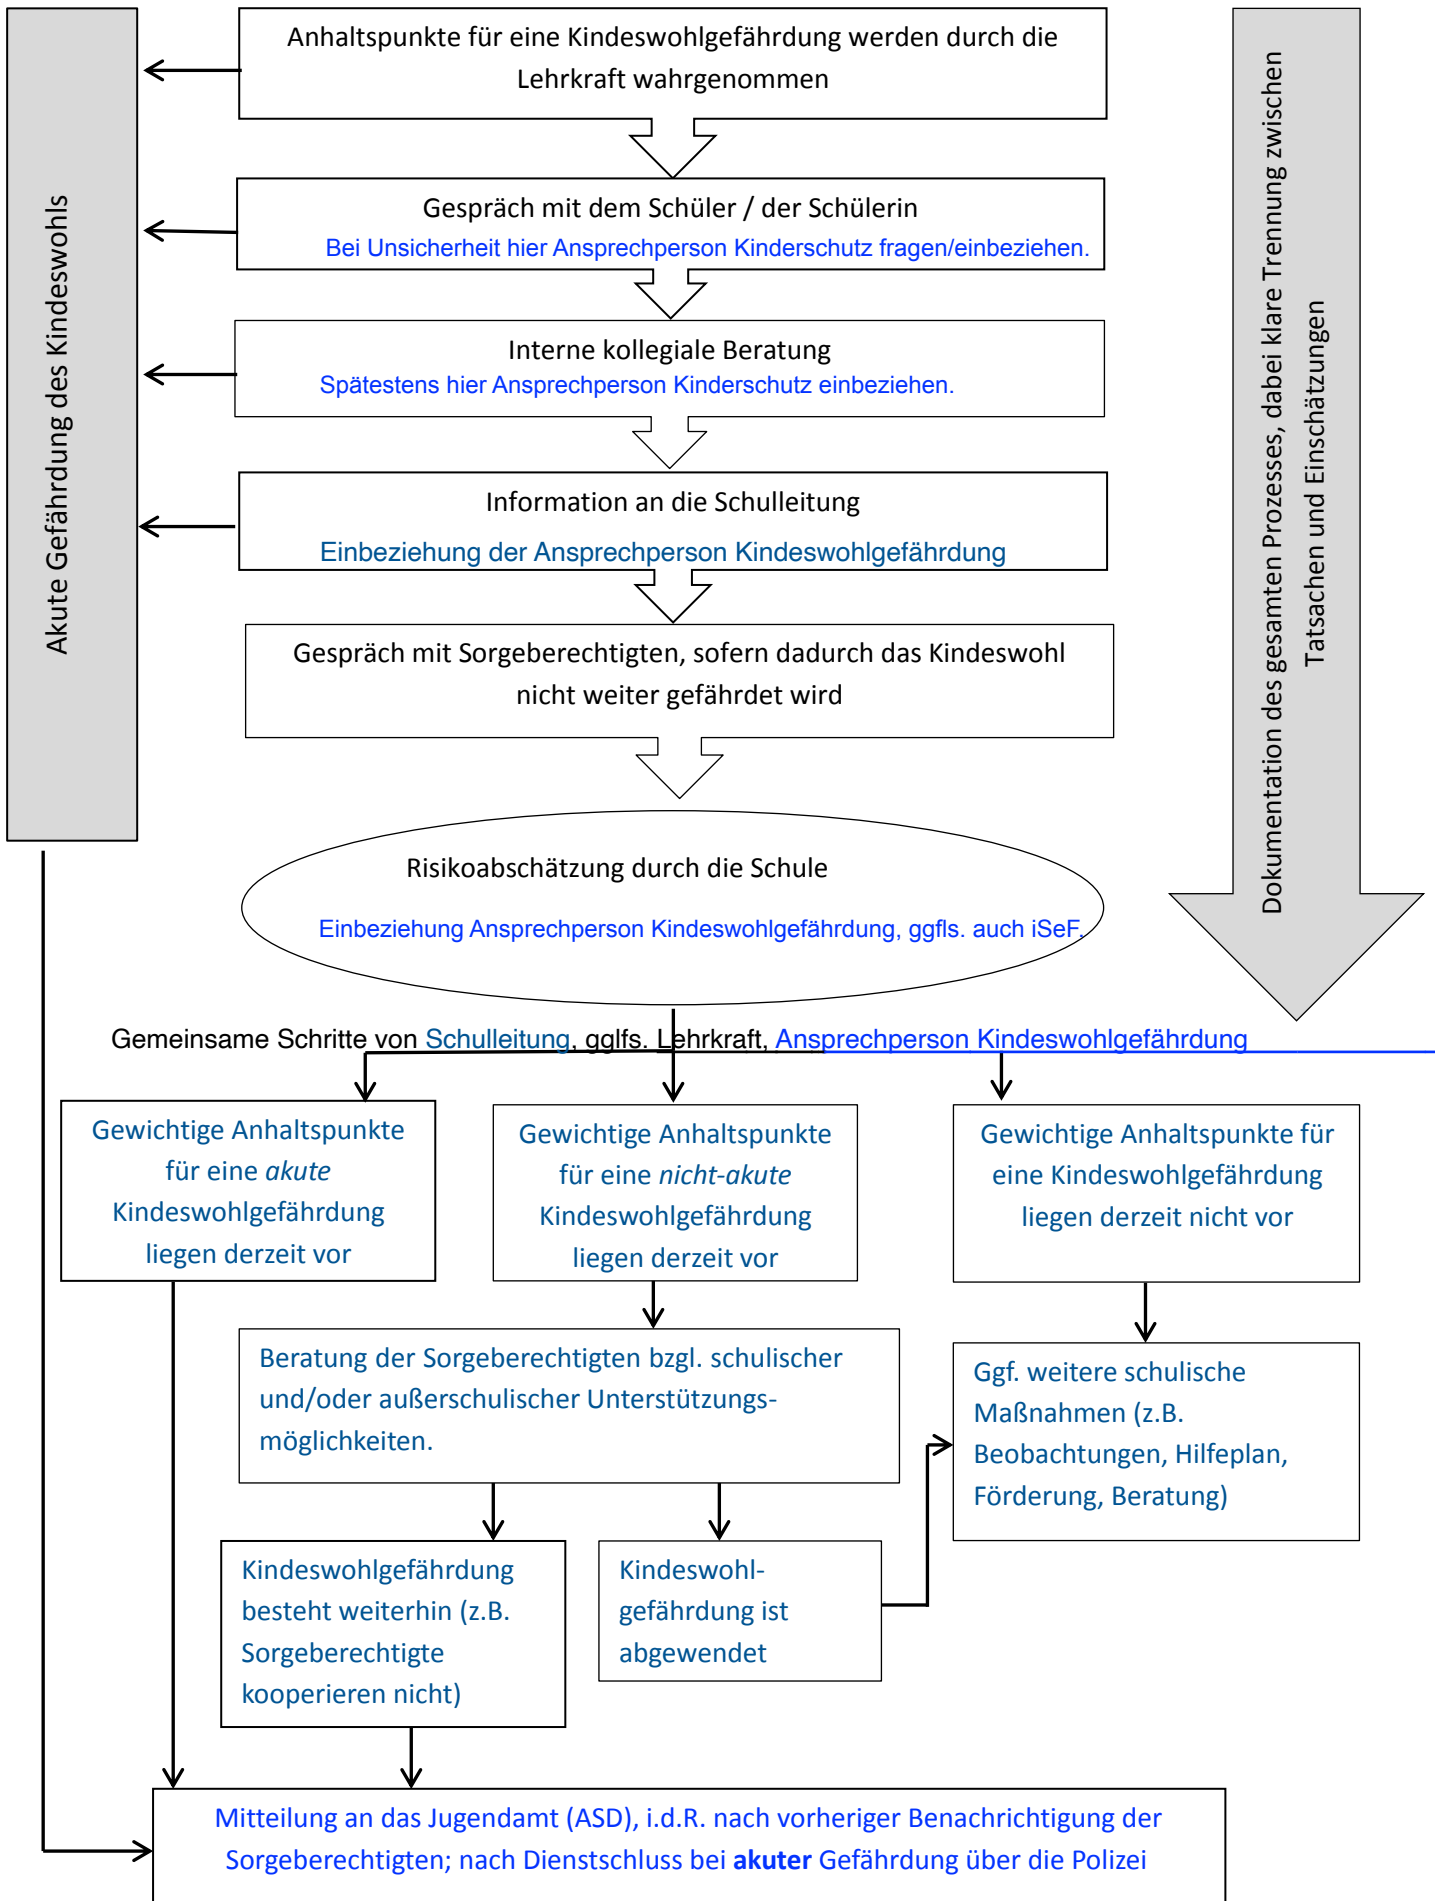 Anhaltspunkte für eine Kindeswohlgefährdung werden durch die
Lehrkraft wahrgenommen
Gespräch mit dem Schüler / der Schülerin
Bei Unsicherheit hier Ansprechperson Kinderschutz fragen/einbeziehen.
Interne kollegiale Beratung
Spätestens hier Ansprechperson Kinderschutz einbeziehen.
Information an die Schulleitung
Einbeziehung der Ansprechperson Kindeswohlgefährdung
Gespräch mit Sorgeberechtigten, sofern dadurch das Kindeswohl
nicht weiter gefährdet wird
Akute Gefährdung des Kindeswohls
Dokumentation des gesamten Prozesses, dabei klare Trennung zwischen
Tatsachen und Einschätzungen
Risikoabschätzung durch die Schule
Einbeziehung Ansprechperson Kindeswohlgefährdung, ggfls. auch iSeF.
Gemeinsame Schritte von Schulleitung, gglfs. Lehrkraft, Ansprechperson Kindeswohlgefährdung
Gewichtige Anhaltspunkte
für eine akute
Kindeswohlgefährdung
liegen derzeit vor
Gewichtige Anhaltspunkte
für eine nicht-akute
Kindeswohlgefährdung
liegen derzeit vor
Gewichtige Anhaltspunkte für
eine Kindeswohlgefährdung
liegen derzeit nicht vor
Beratung der Sorgeberechtigten bzgl. schulischer
und/oder außerschulischer Unterstützungs-
möglichkeiten.
Ggf. weitere schulische
Maßnahmen (z.B.
Beobachtungen, Hilfeplan,
Förderung, Beratung)
Kindeswohlgefährdung
besteht weiterhin (z.B.
Sorgeberechtigte
kooperieren nicht)
Kindeswohl-
gefährdung ist
abgewendet
Mitteilung an das Jugendamt (ASD), i.d.R. nach vorheriger Benachrichtigung der
Sorgeberechtigten; nach Dienstschluss bei akuter Gefährdung über die Polizei